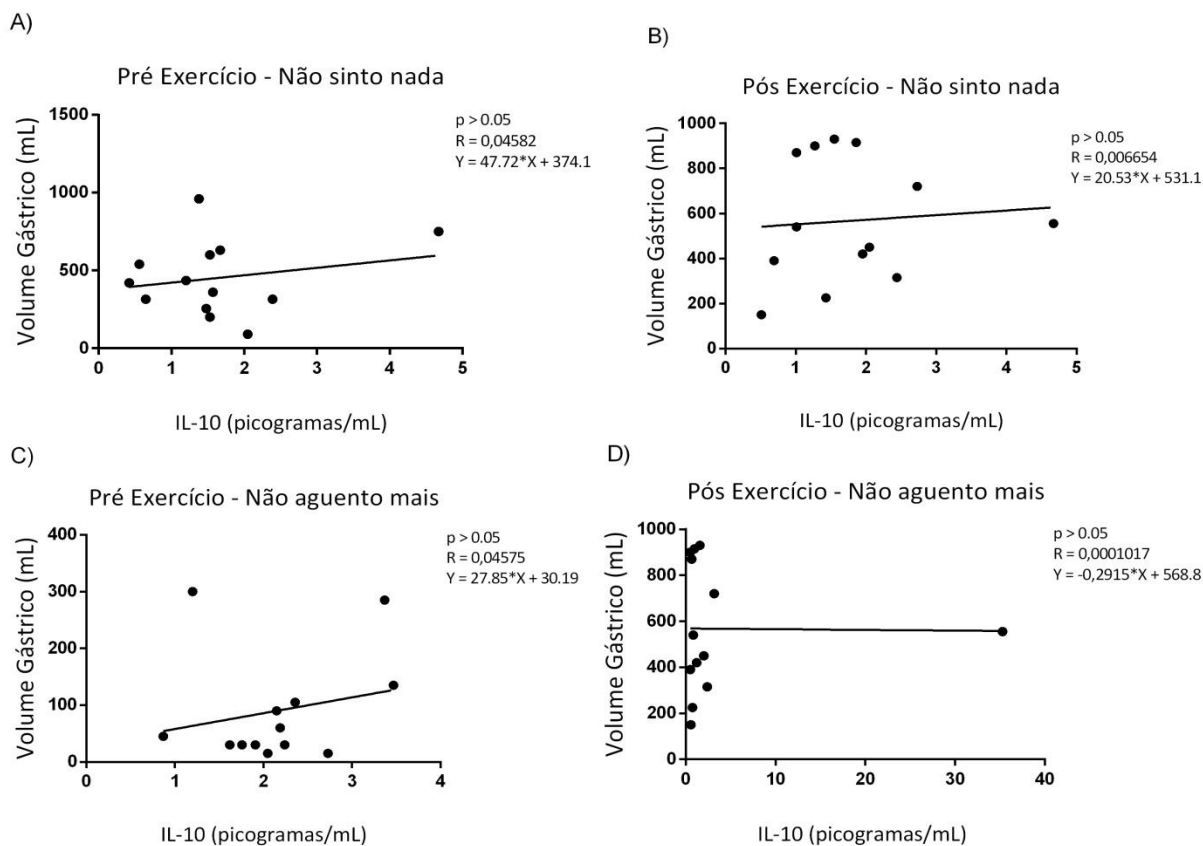 A)
Pré Exercício - Não sinto nada
p > 0.05
R = 0,04582
Y = 47.72*X + 374.1
Volume Gástrico (mL)
1500
1000
500
0
0 1 2 3 4 5
IL-10 (picogramas/mL)
B)
Pós Exercício - Não sinto nada
p > 0.05
R = 0,006654
Y = 20.53*X + 531.1
Volume Gástrico (mL)
1000
800
600
400
200
0
0 1 2 3 4 5
IL-10 (picogramas/mL)
C)
Pré Exercício - Não aguento mais
p > 0.05
R = 0,04575
Y = 27.85*X + 30.19
Volume Gástrico (mL)
400
300
200
100
0
0 1 2 3 4
IL-10 (picogramas/mL)
D)
Pós Exercício - Não aguento mais
p > 0.05
R = 0,0001017
Y = -0,2915*X + 568.8
Volume Gástrico (mL)
1000
800
600
400
200
0
0 10 20 30 40
IL-10 (picogramas/mL)